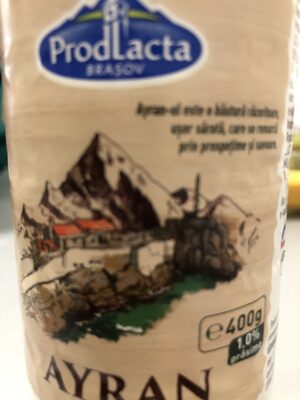 ProdLacta
BRAȘOV
Ayran-ul este o băutură răcoritoare,
ușor sărată, care se remarcă
prin prospețime și savoare.
e 400g
1.0%
grăsime
AYRAN